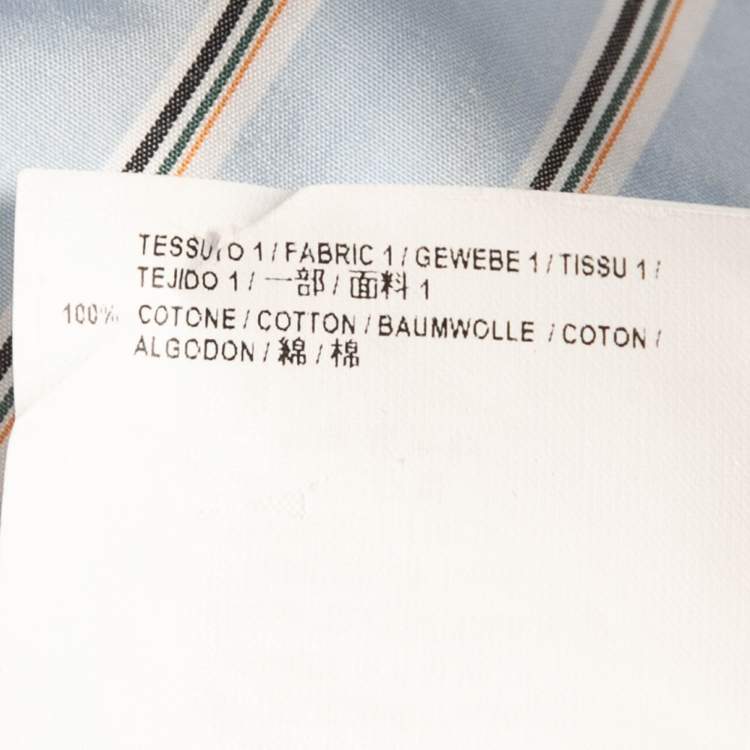 TESSUTO 1 / FABRIC 1 / GEWEBE 1 / TISSU 1 /
TEJIDO 1 / 一部 / 面料 1
100% COTONE / COTTON / BAUMWOLLE / COTON /
ALGODON / 綿 / 棉